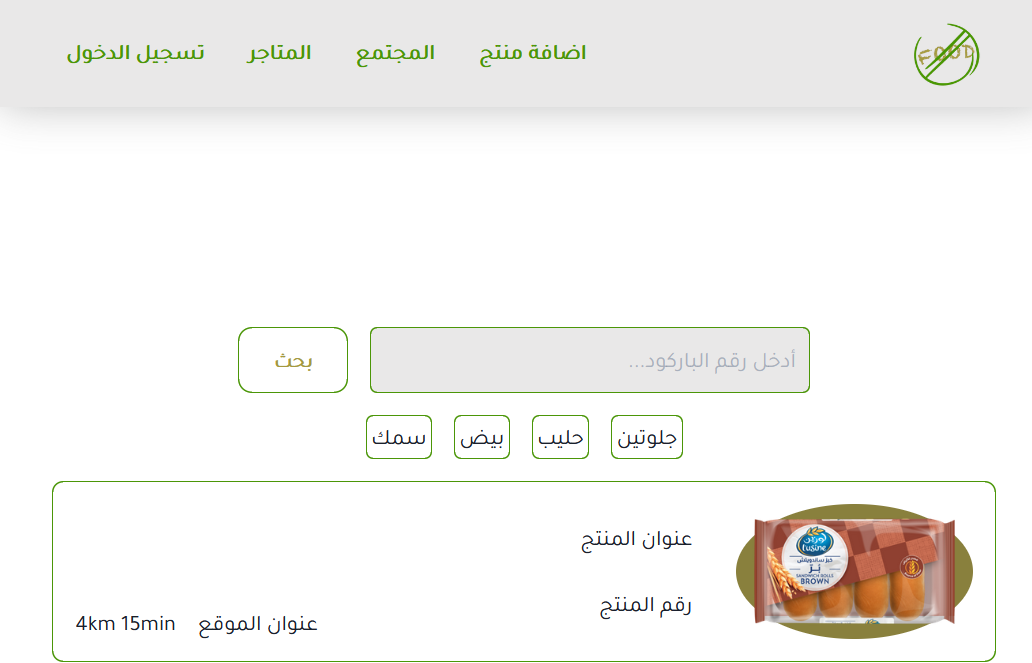 FOOD
اضافة منتج
المجتمع
المتاجر
تسجيل الدخول
أدخل رقم الباركود...
بحث
جلوتين
حليب
بيض
سمك
لوزين
L'usine
خبز ساندويتش
بُرّ
SANDWICH ROLLS
BROWN
عنوان المنتج
رقم المنتج
عنوان الموقع
4km 15min